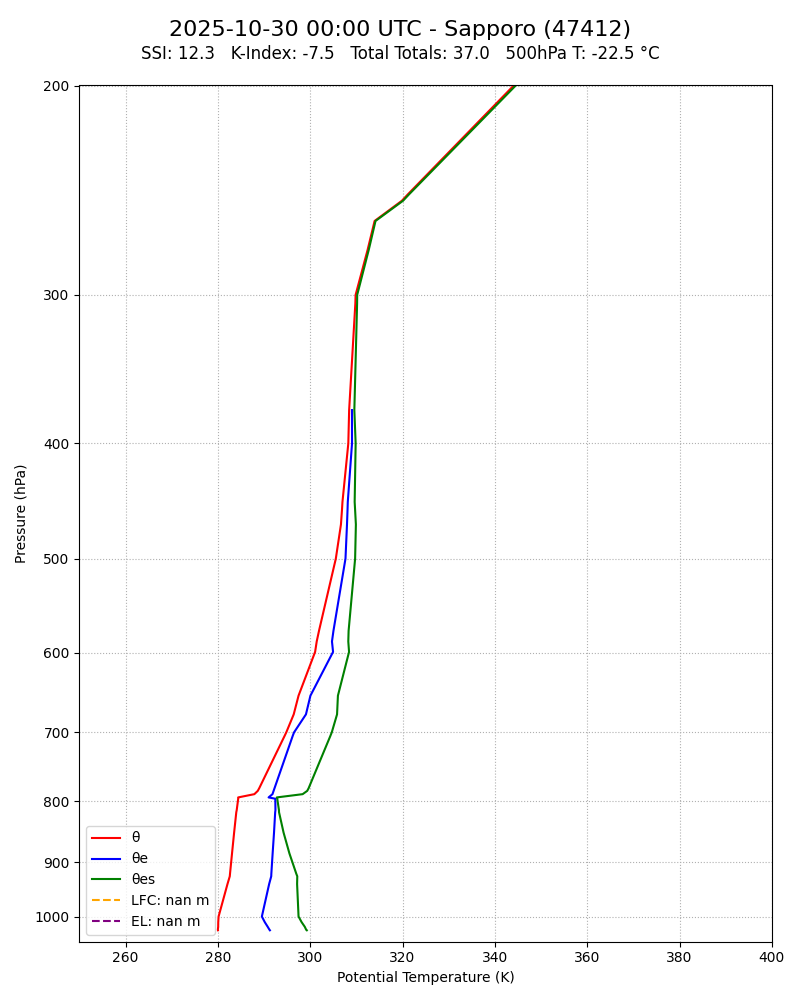 2025-10-30 00:00 UTC - Sapporo (47412)
SSI: 12.3   K-Index: -7.5   Total Totals: 37.0   500hPa T: -22.5 °C
200
300
400
500
600
700
800
900
1000
Pressure (hPa)
θ
θe
θes
LFC: nan m
EL: nan m
260 280 300 320 340 360 380 400
Potential Temperature (K)